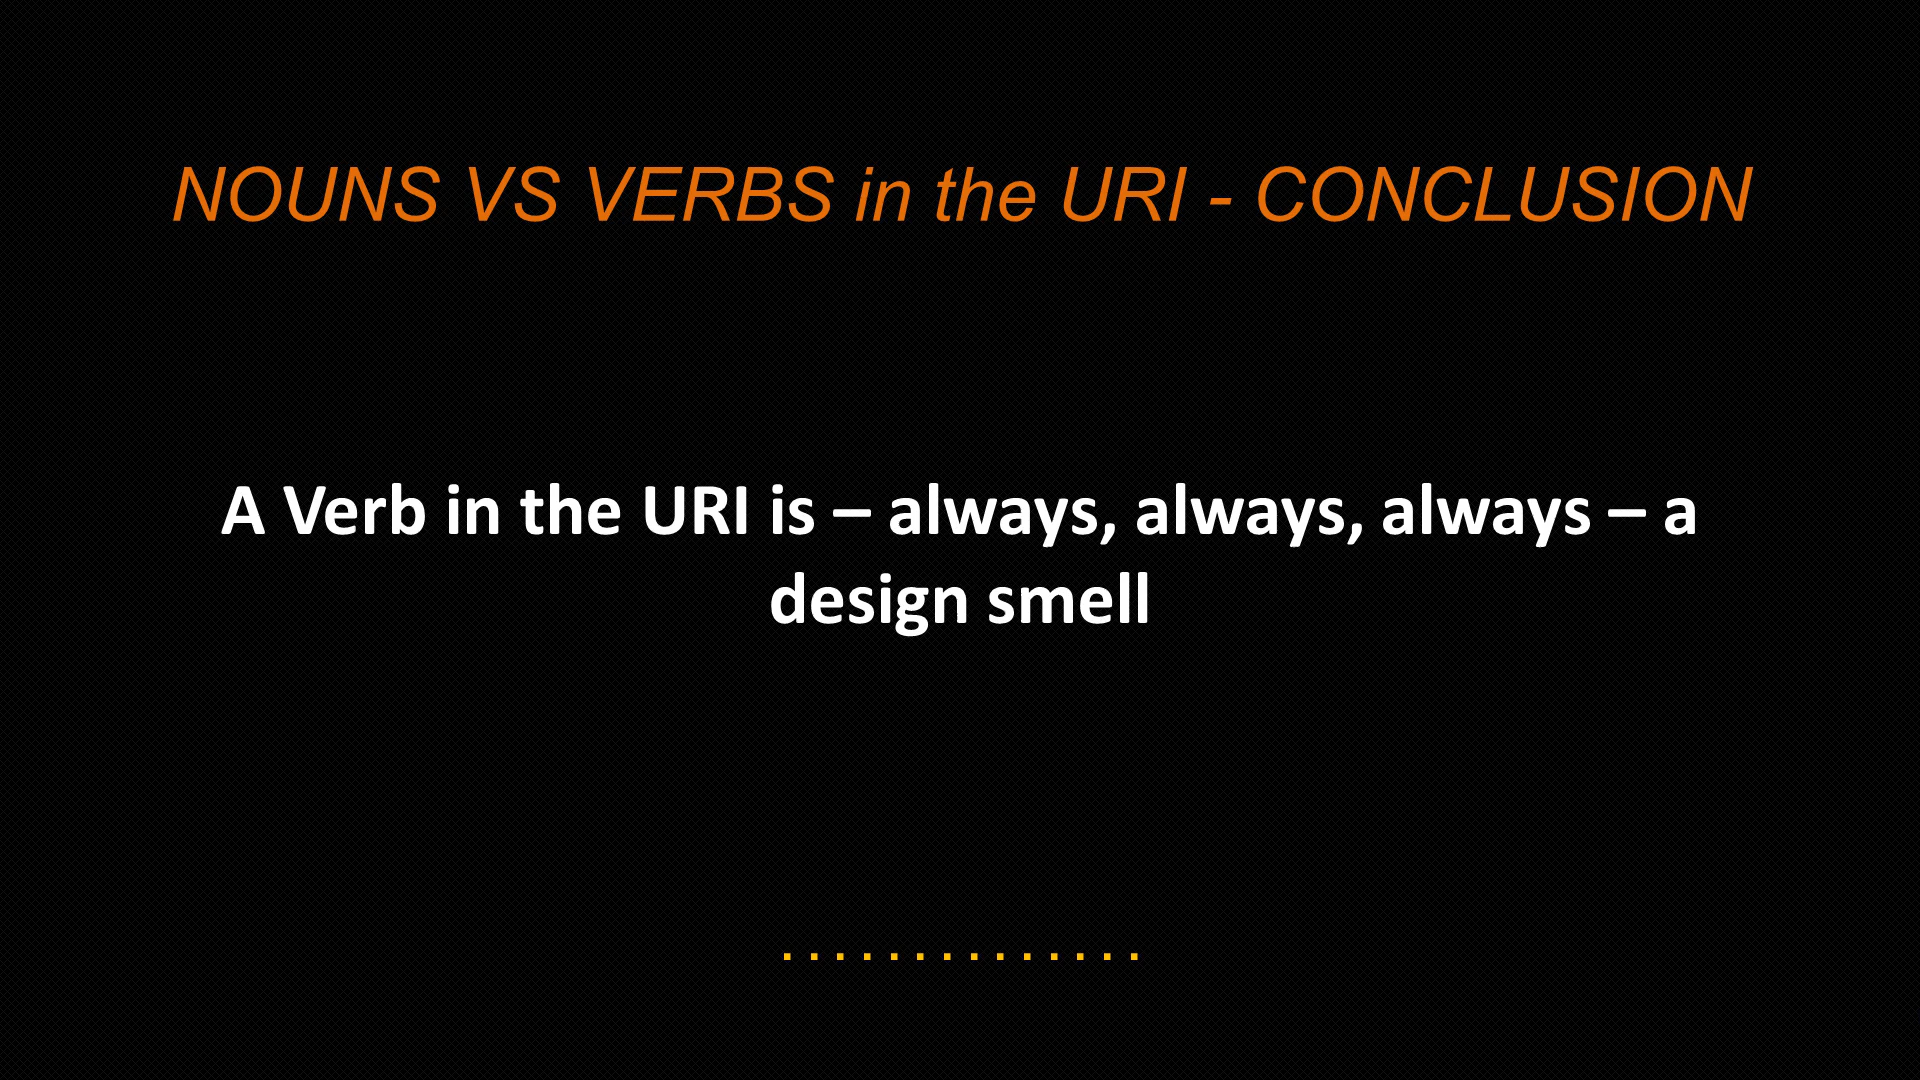 NOUNS VS VERBS in the URI - CONCLUSION
A Verb in the URI is – always, always, always – a
design smell
. . . . . . . . . . . . . .